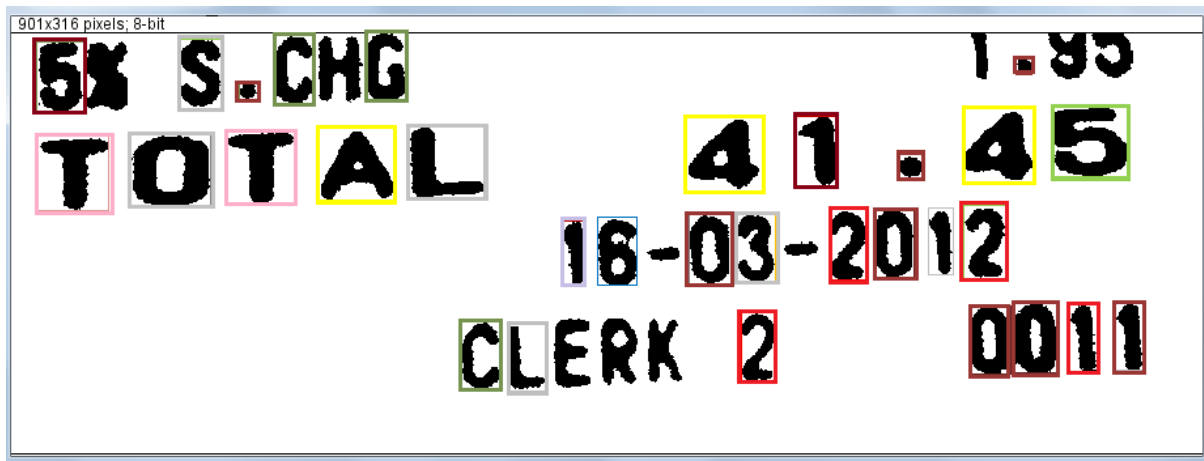 901x316 pixels; 8-bit
5% S.CHG 1.95
TOTAL 41.45
16-03-2012
CLERK 2 0011